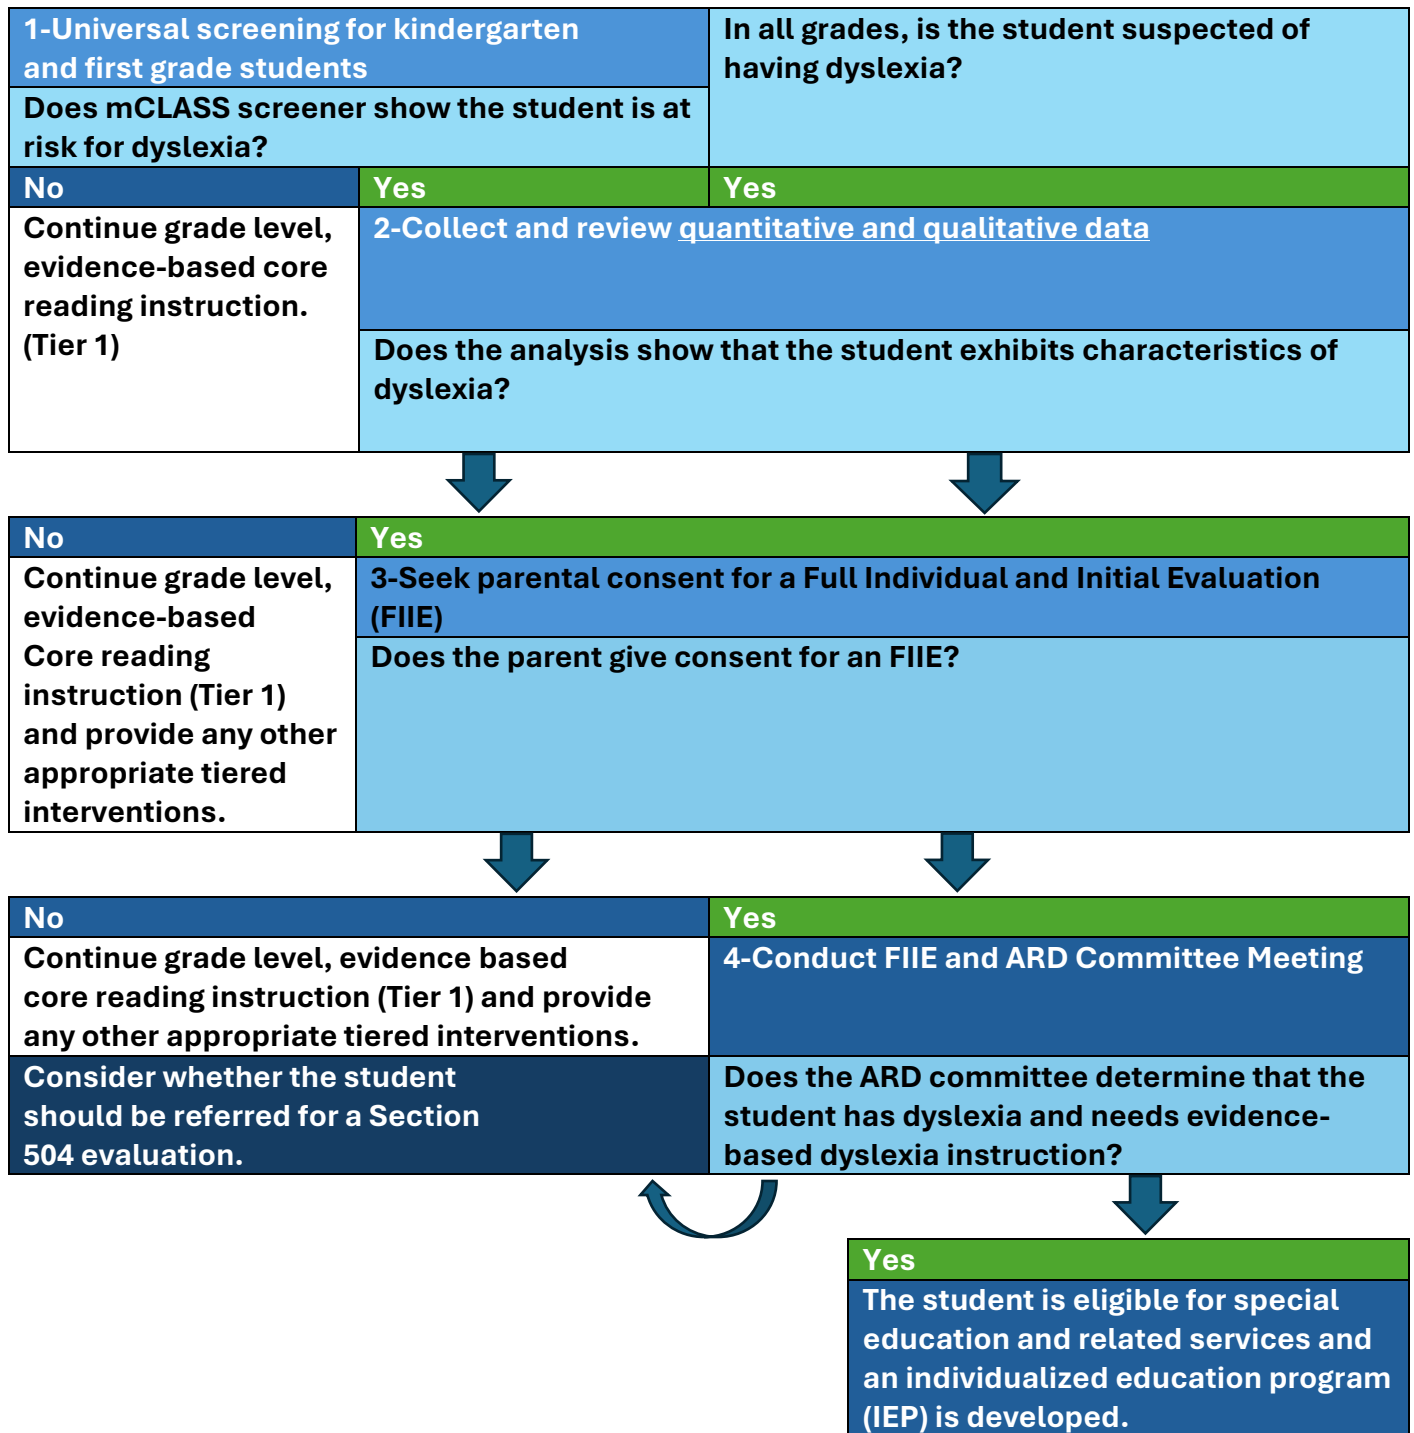 1-Universal screening for kindergarten
and first grade students
In all grades, is the student suspected of
having dyslexia?
Does mCLASS screener show the student is at
risk for dyslexia?
No
Yes
Yes
Continue grade level,
evidence-based core
reading instruction.
(Tier 1)
2-Collect and review quantitative and qualitative data
Does the analysis show that the student exhibits characteristics of
dyslexia?
No
Yes
Continue grade level,
evidence-based
Core reading
instruction (Tier 1)
and provide any other
appropriate tiered
interventions.
3-Seek parental consent for a Full Individual and Initial Evaluation
(FIIE)
Does the parent give consent for an FIIE?
No
Yes
Continue grade level, evidence based
core reading instruction (Tier 1) and provide
any other appropriate tiered interventions.
4-Conduct FIIE and ARD Committee Meeting
Consider whether the student
should be referred for a Section
504 evaluation.
Does the ARD committee determine that the
student has dyslexia and needs evidence-
based dyslexia instruction?
Yes
The student is eligible for special
education and related services and
an individualized education program
(IEP) is developed.